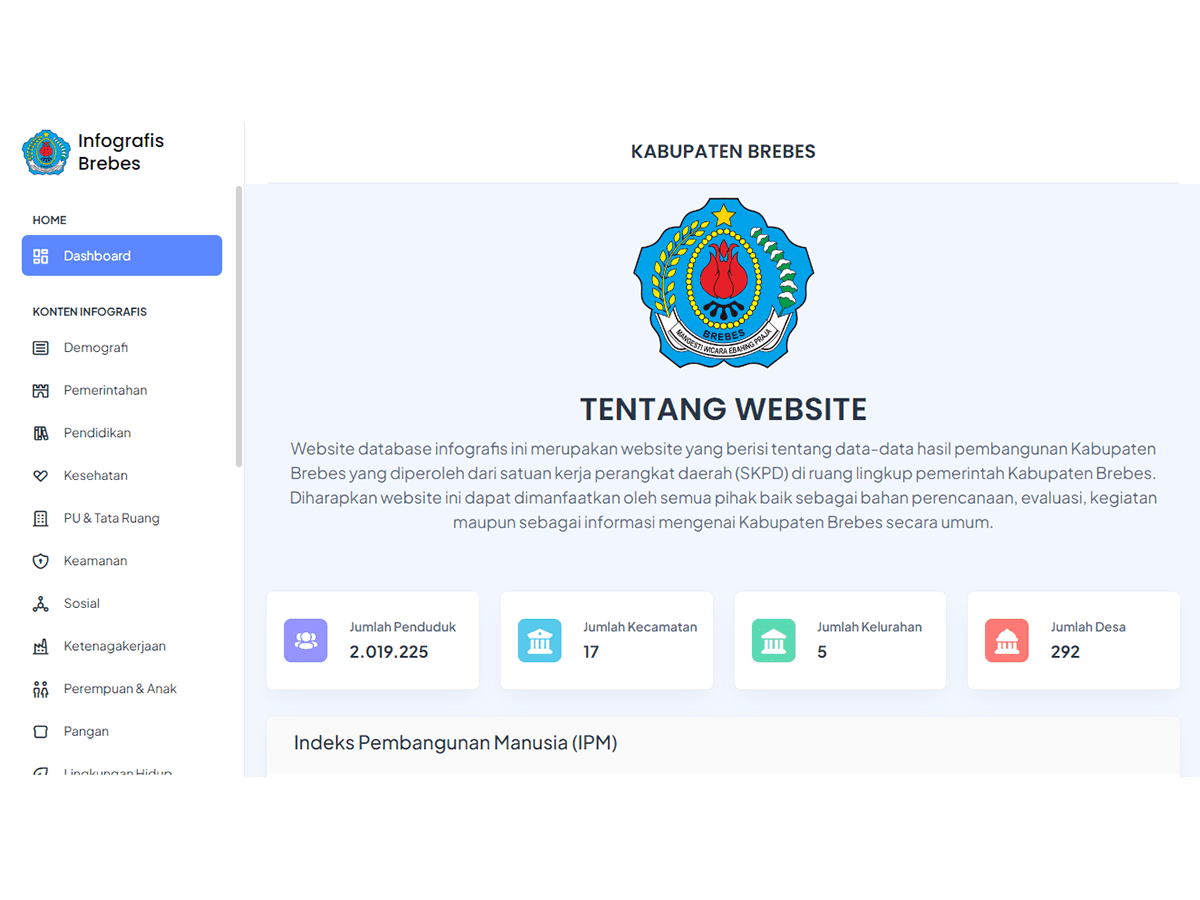 Infografis
Brebes
HOME
Dashboard
KONTEN INFOGRAFIS
Demografi
Pemerintahan
Pendidikan
Kesehatan
PU & Tata Ruang
Keamanan
Sosial
Ketenagakerjaan
Perempuan & Anak
Pangan
Lingkungan Hidup
KABUPATEN BREBES
BREBES
MANGESTI WICARA EBAHING PRAJA
TENTANG WEBSITE
Website database infografis ini merupakan website yang berisi tentang data-data hasil pembangunan Kabupaten
Brebes yang diperoleh dari satuan kerja perangkat daerah (SKPD) di ruang lingkup pemerintah Kabupaten Brebes.
Diharapkan website ini dapat dimanfaatkan oleh semua pihak baik sebagai bahan perencanaan, evaluasi, kegiatan
maupun sebagai informasi mengenai Kabupaten Brebes secara umum.
Jumlah Penduduk
2.019.225
Jumlah Kecamatan
17
Jumlah Kelurahan
5
Jumlah Desa
292
Indeks Pembangunan Manusia (IPM)